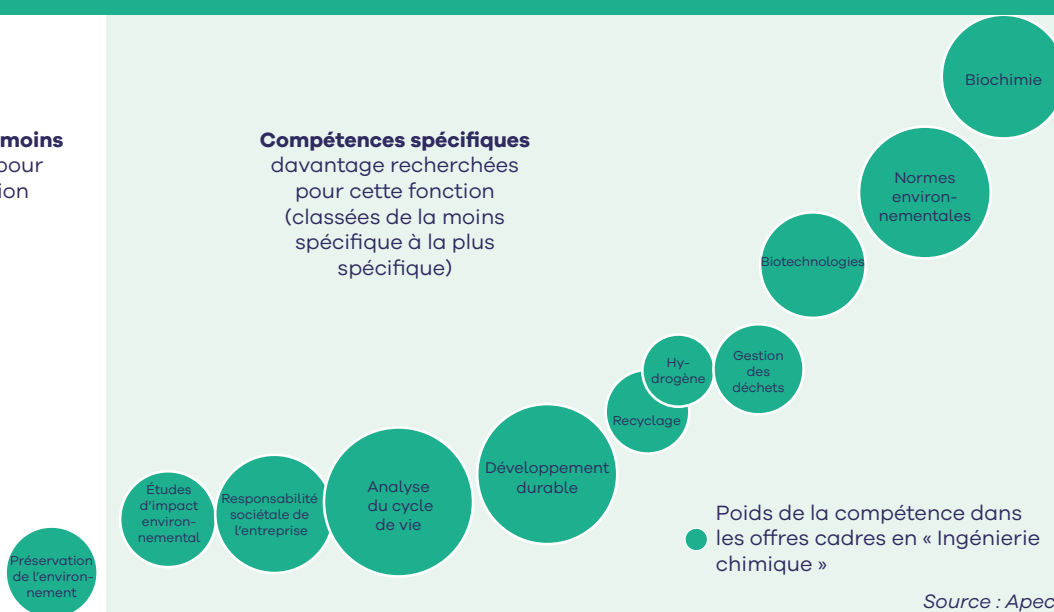 moins
pour
Compétences spécifiques
davantage recherchées
pour cette fonction
(classées de la moins
spécifique à la plus
spécifique)
Biochimie
Normes
environ-
nementales
Biotechnologies
Hy-
drogène
Gestion
des
déchets
Recyclage
Développement
durable
Analyse
du cycle
de vie
Responsabilité
sociétale de
l'entreprise
Études
d'impact
environ-
nemental
Préservation
de l'environ-
nement
Poids de la compétence dans
les offres cadres en « Ingénierie
chimique »
Source : Apec